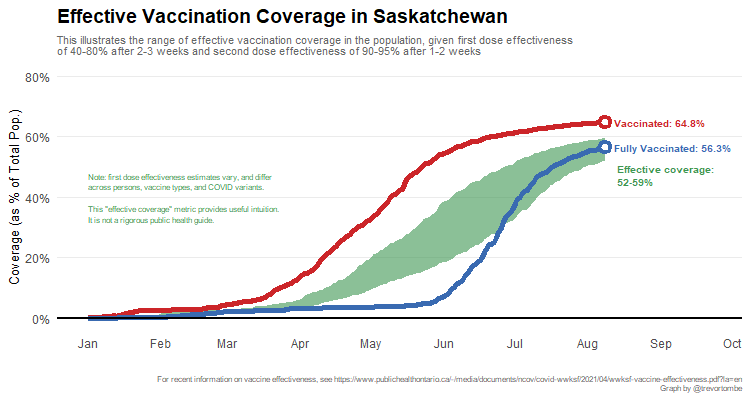 Effective Vaccination Coverage in Saskatchewan
This illustrates the range of effective vaccination coverage in the population, given first dose effectiveness
of 40-80% after 2-3 weeks and second dose effectiveness of 90-95% after 1-2 weeks
Coverage (as % of Total Pop.)
80%
60%
40%
20%
0%
Note: first dose effectiveness estimates vary, and differ
across persons, vaccine types, and COVID variants.
This "effective coverage" metric provides useful intuition.
It is not a rigorous public health guide.
Vaccinated: 64.8%
Fully Vaccinated: 56.3%
Effective coverage:
52-59%
Jan Feb Mar Apr May Jun Jul Aug Sep Oct
For recent information on vaccine effectiveness, see https://www.publichealthontario.ca/-/media/documents/ncov/covid-wwksf/2021/04/wwksf-vaccine-effectiveness.pdf?la=en
Graph by @trevortombe